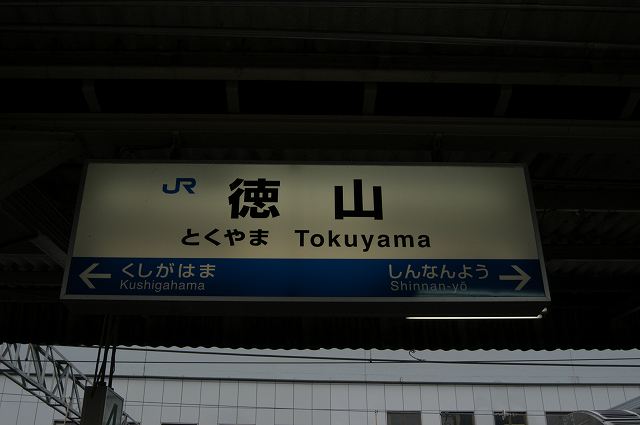 JR 徳山
とくやま Tokuyama
← くしがはま しんなんよう →
Kushigahama Shinnan-yō